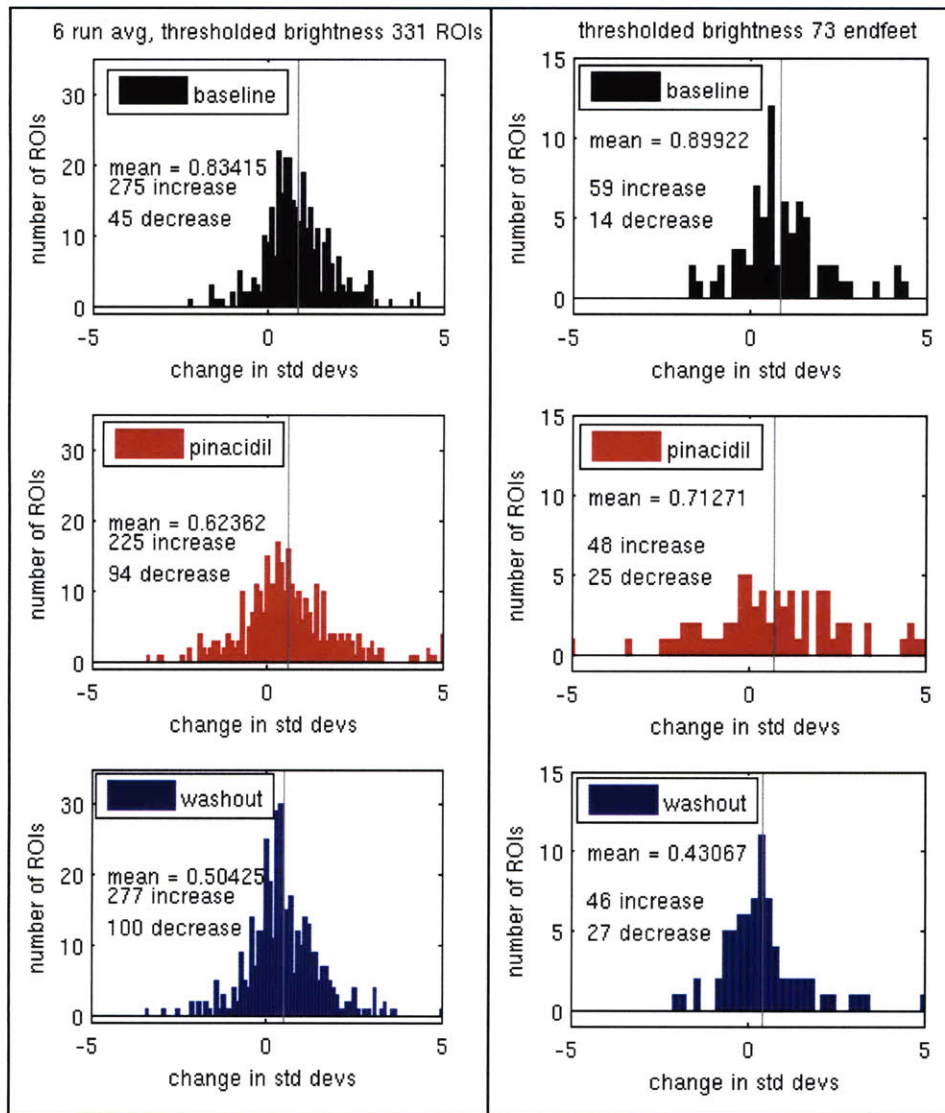 6 run avg, thresholded brightness 331 ROIs
35
30
20
10
0
number of ROIs
baseline
mean = 0.83415
275 increase
45 decrease
-5
0
5
change in std devs
30
20
10
0
number of ROIs
pinacidil
mean = 0.62362
225 increase
94 decrease
-5
0
5
change in std devs
30
20
10
0
number of ROIs
washout
mean = 0.50425
277 increase
100 decrease
-5
0
5
change in std devs
thresholded brightness 73 endfeet
15
10
5
0
number of ROIs
baseline
mean = 0.89922
59 increase
14 decrease
-5
0
5
change in std devs
15
10
5
0
number of ROIs
pinacidil
mean = 0.71271
48 increase
25 decrease
-5
0
5
change in std devs
15
10
5
0
number of ROIs
washout
mean = 0.43067
46 increase
27 decrease
-5
0
5
change in std devs